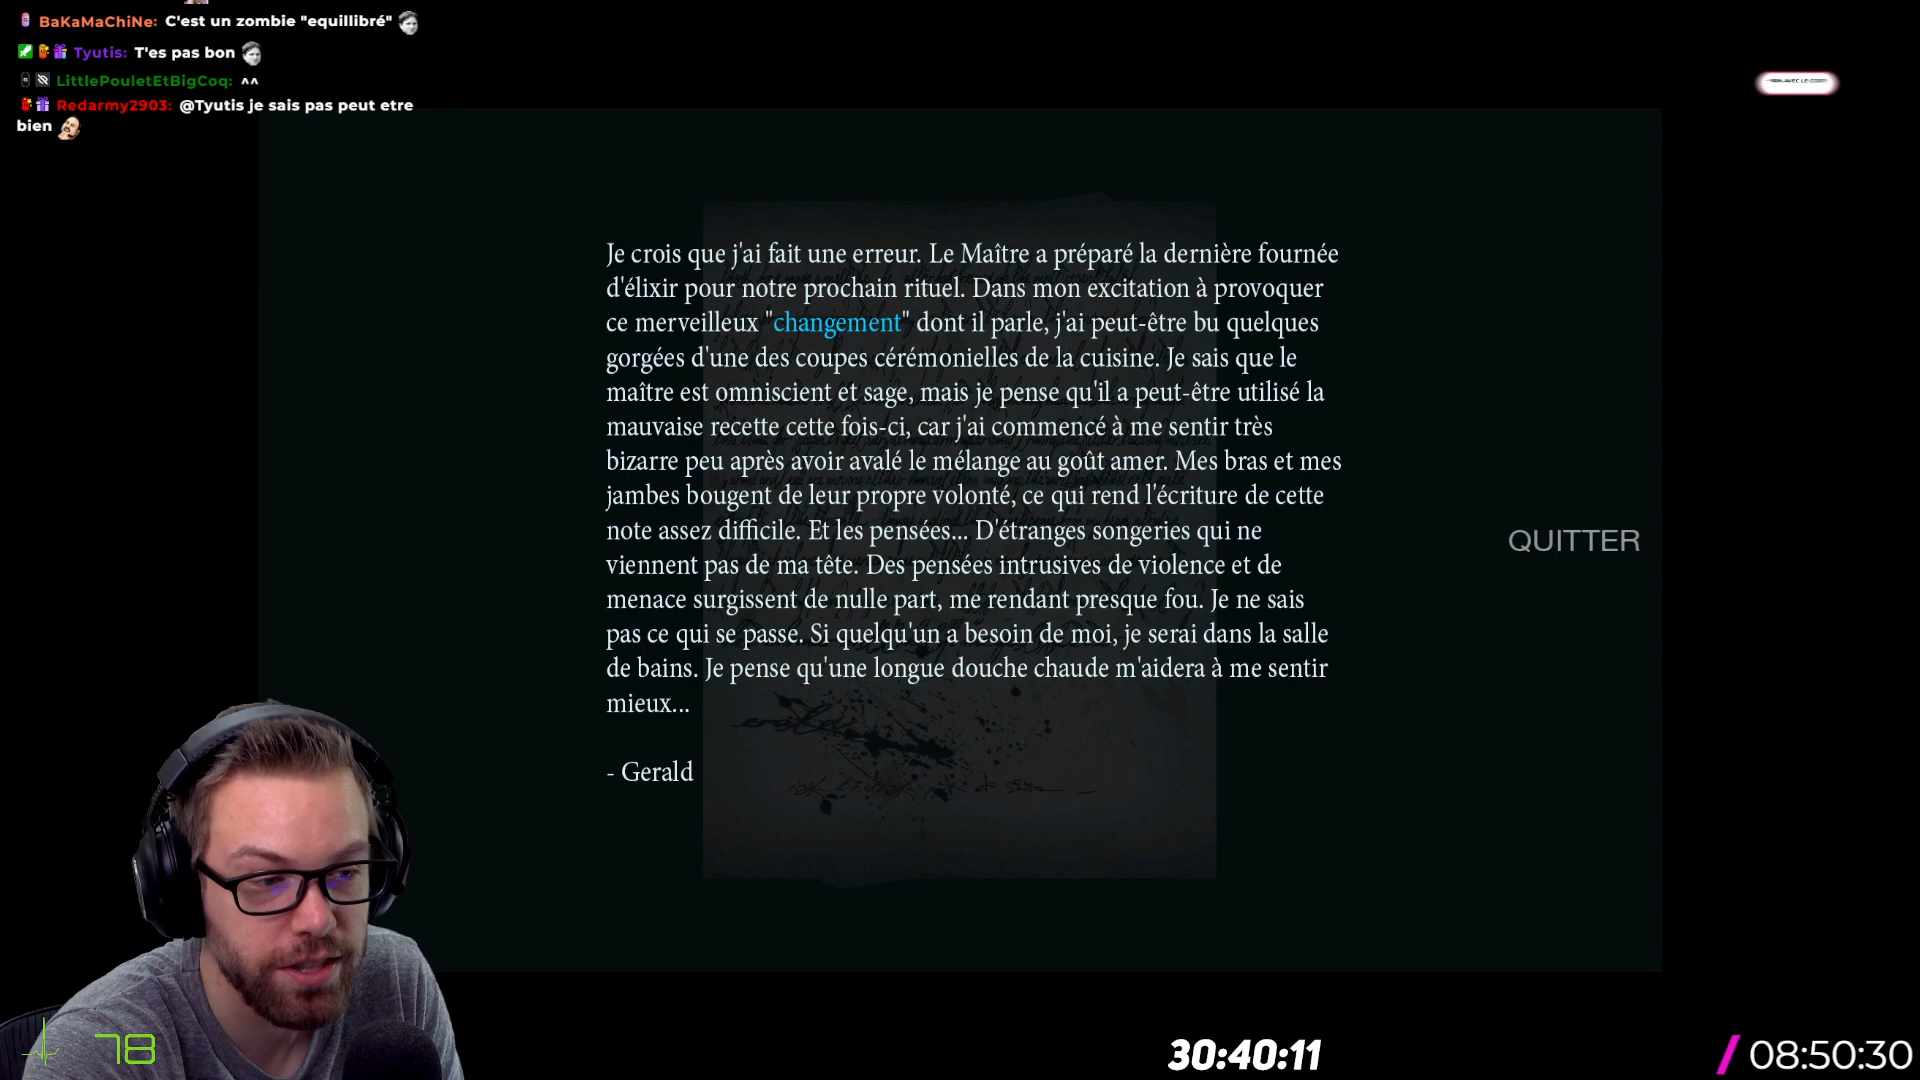 BaKaMaChiNe: C'est un zombie "equillibré"
Tyutis: T'es pas bon
LittlePouletEtBigCoq: ^^
Redarmy2903: @Tyutis je sais pas peut etre
bien
Je crois que j'ai fait une erreur. Le Maître a préparé la dernière fournée
d'élixir pour notre prochain rituel. Dans mon excitation à provoquer
ce merveilleux "changement" dont il parle, j'ai peut-être bu quelques
gorgées d'une des coupes cérémonielles de la cuisine. Je sais que le
maître est omniscient et sage, mais je pense qu'il a peut-être utilisé la
mauvaise recette cette fois-ci, car j'ai commencé à me sentir très
bizarre peu après avoir avalé le mélange au goût amer. Mes bras et mes
jambes bougent de leur propre volonté, ce qui rend l'écriture de cette
note assez difficile. Et les pensées... D'étranges songeries qui ne
viennent pas de ma tête. Des pensées intrusives de violence et de
menace surgissent de nulle part, me rendant presque fou. Je ne sais
pas ce qui se passe. Si quelqu'un a besoin de moi, je serai dans la salle
de bains. Je pense qu'une longue douche chaude m'aidera à me sentir
mieux...
- Gerald
QUITTER
78
30:40:11
08:50:30